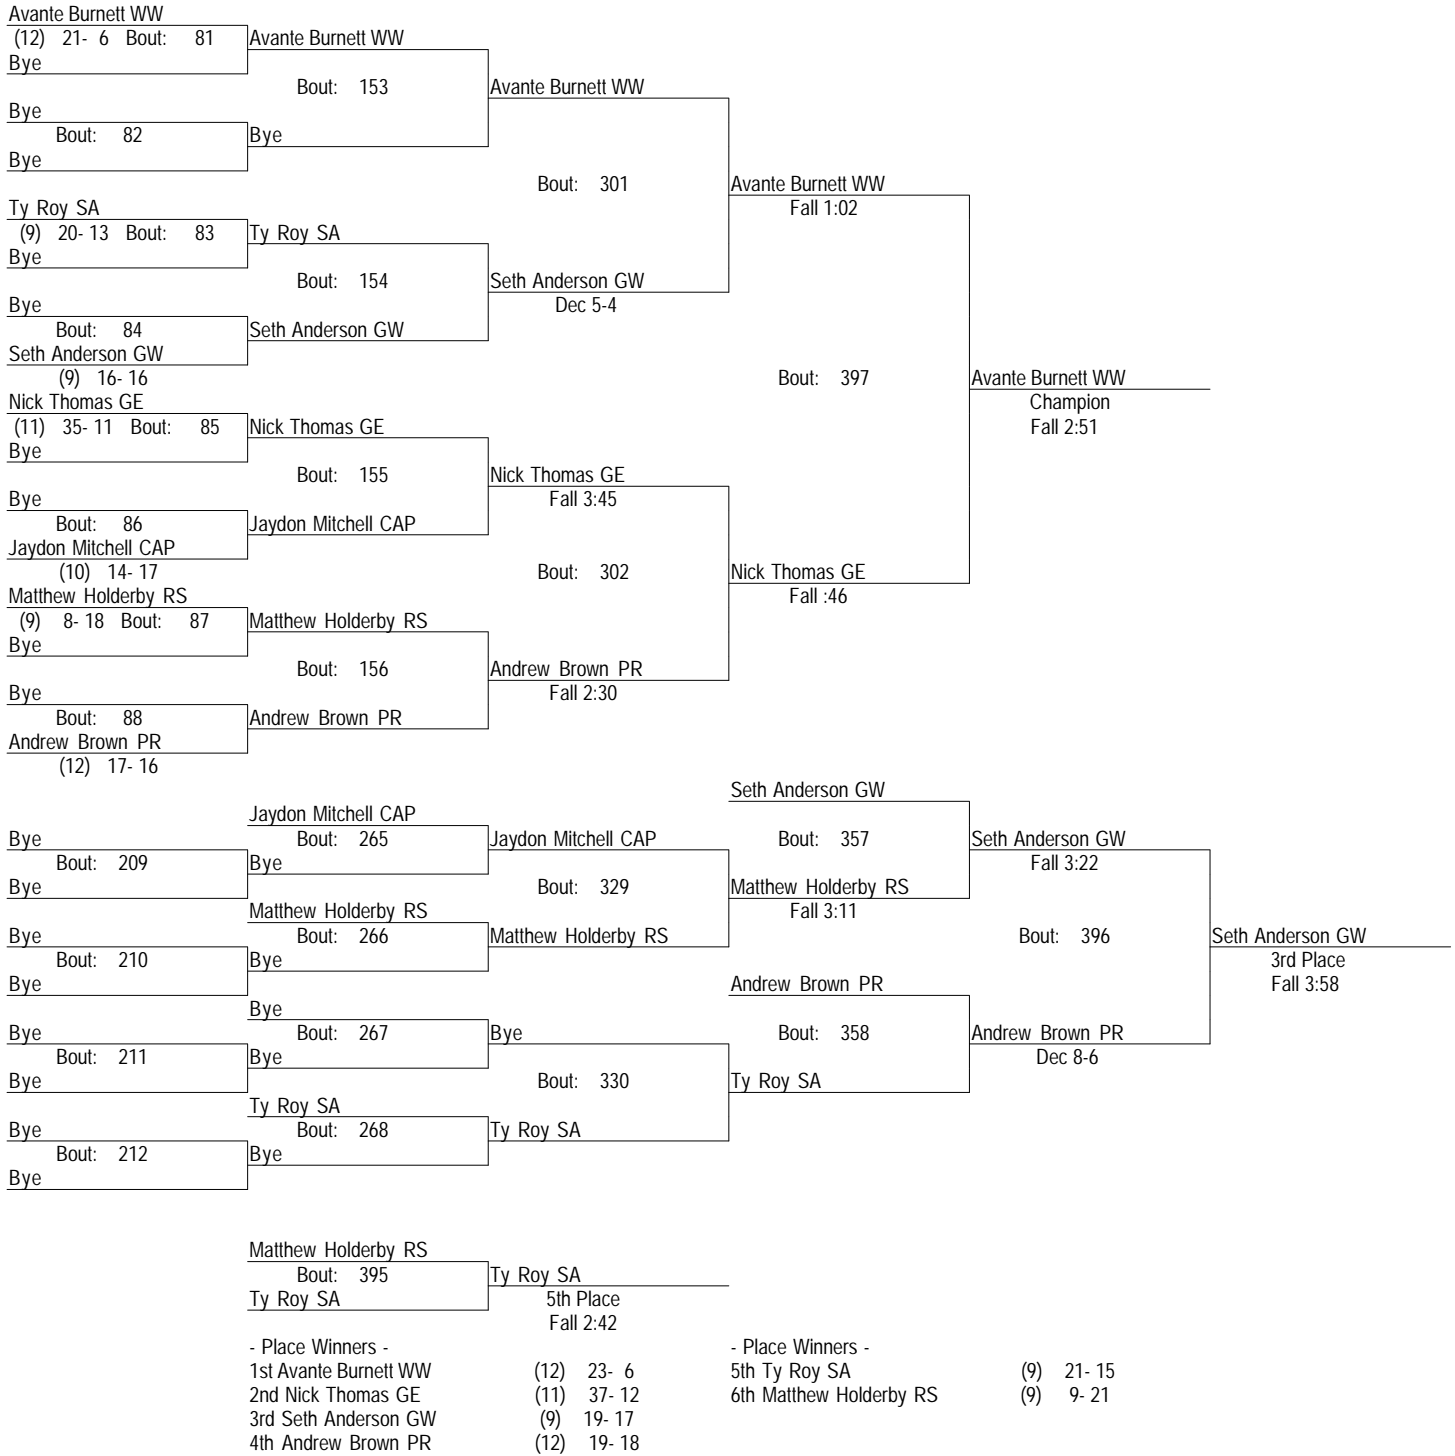 Avante Burnett WW
(12) 21- 6 Bout: 81 Avante Burnett WW
Bye
Bout: 153 Avante Burnett WW
Bye
Bout: 82 Bye
Bye
Bout: 301 Avante Burnett WW
Ty Roy SA Fall 1:02
(9) 20- 13 Bout: 83 Ty Roy SA
Bye
Bout: 154 Seth Anderson GW
Bye Dec 5-4
Bout: 84 Seth Anderson GW
Seth Anderson GW
(9) 16- 16 Bout: 397 Avante Burnett WW
Nick Thomas GE Champion
(11) 35- 11 Bout: 85 Nick Thomas GE Fall 2:51
Bye
Bout: 155 Nick Thomas GE
Bye Fall 3:45
Bout: 86 Jaydon Mitchell CAP
Jaydon Mitchell CAP
(10) 14- 17 Bout: 302 Nick Thomas GE
Matthew Holderby RS Fall :46
(9) 8- 18 Bout: 87 Matthew Holderby RS
Bye
Bout: 156 Andrew Brown PR
Bye Fall 2:30
Bout: 88 Andrew Brown PR
Andrew Brown PR
(12) 17- 16
Seth Anderson GW
Jaydon Mitchell CAP
Bye Bout: 265 Jaydon Mitchell CAP Bout: 357 Seth Anderson GW
Bout: 209 Bye Fall 3:22
Bye Bout: 329 Matthew Holderby RS
Matthew Holderby RS Fall 3:11
Bye Bout: 266 Matthew Holderby RS Bout: 396 Seth Anderson GW
Bout: 210 Bye 3rd Place
Bye Andrew Brown PR Fall 3:58
Bye
Bye Bout: 267 Bye Bout: 358 Andrew Brown PR
Bout: 211 Bye Dec 8-6
Bye Bout: 330 Ty Roy SA
Ty Roy SA
Bye Bout: 268 Ty Roy SA
Bout: 212 Bye
Bye
Matthew Holderby RS
Bout: 395 Ty Roy SA
Ty Roy SA 5th Place
Fall 2:42
- Place Winners - - Place Winners -
1st Avante Burnett WW (12) 23- 6 5th Ty Roy SA (9) 21- 15
2nd Nick Thomas GE (11) 37- 12 6th Matthew Holderby RS (9) 9- 21
3rd Seth Anderson GW (9) 19- 17
4th Andrew Brown PR (12) 19- 18